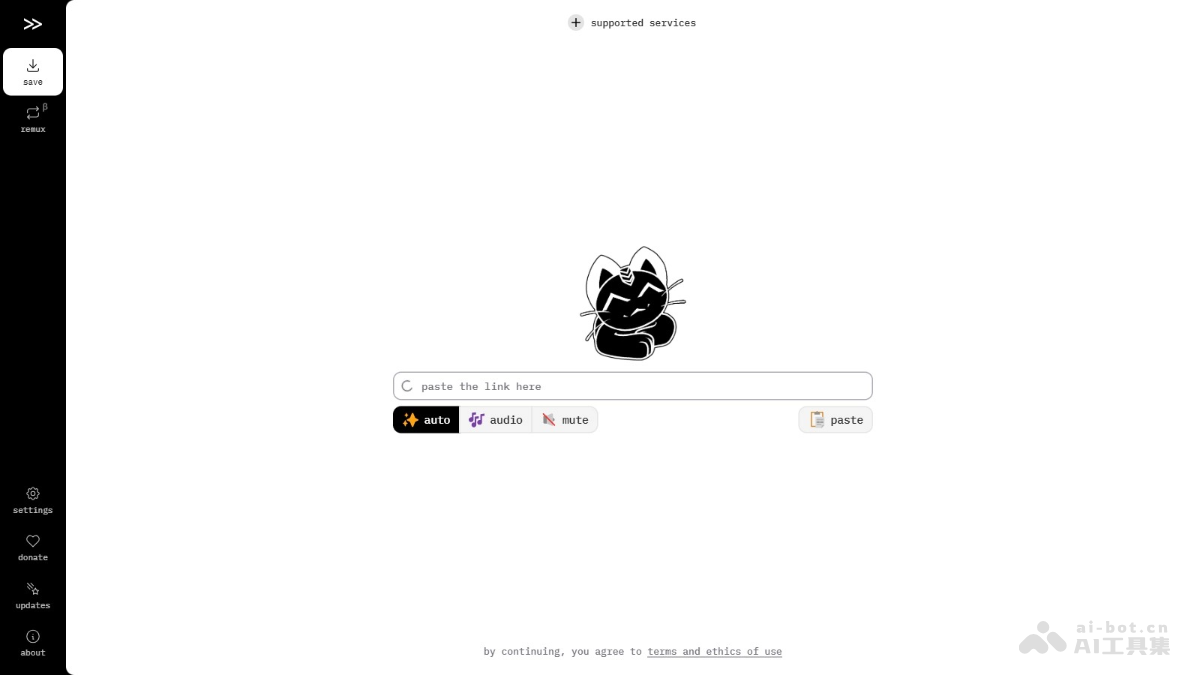 supported services
save
β
remux
paste the link here
auto
audio
mute
paste
settings
donate
updates
about
by continuing, you agree to terms and ethics of use
ai-bot.cn
AI工具集